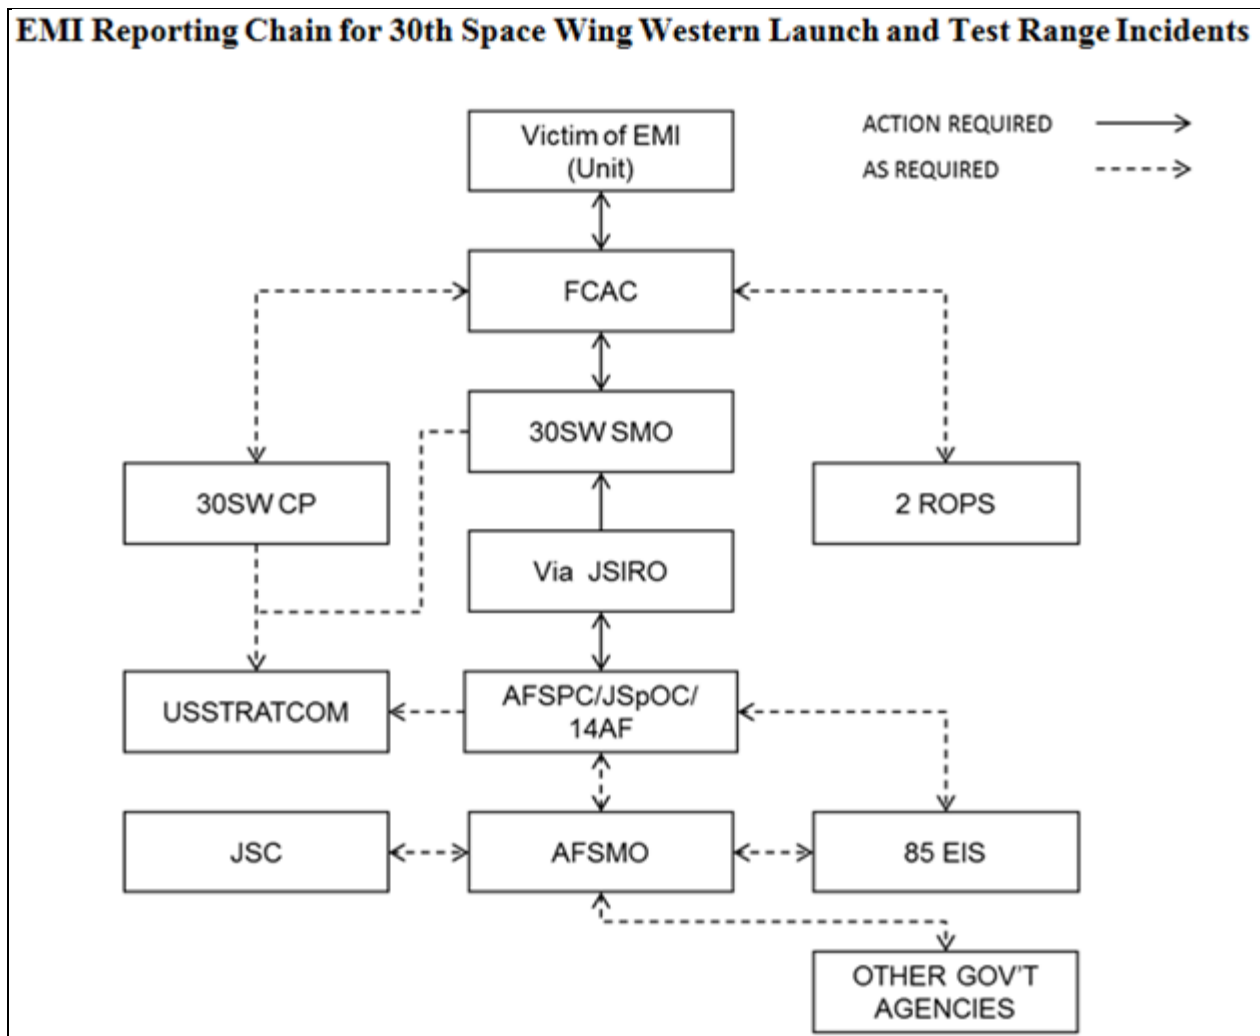 EMI Reporting Chain for 30th Space Wing Western Launch and Test Range Incidents
Victim of EMI
(Unit)
ACTION REQUIRED
AS REQUIRED
FCAC
30SW SMO
30SW CP
2 ROPS
Via JSIRO
USSTRATCOM
AFSPC/JSpOC/
14AF
JSC
AFSMO
85 EIS
OTHER GOV'T
AGENCIES